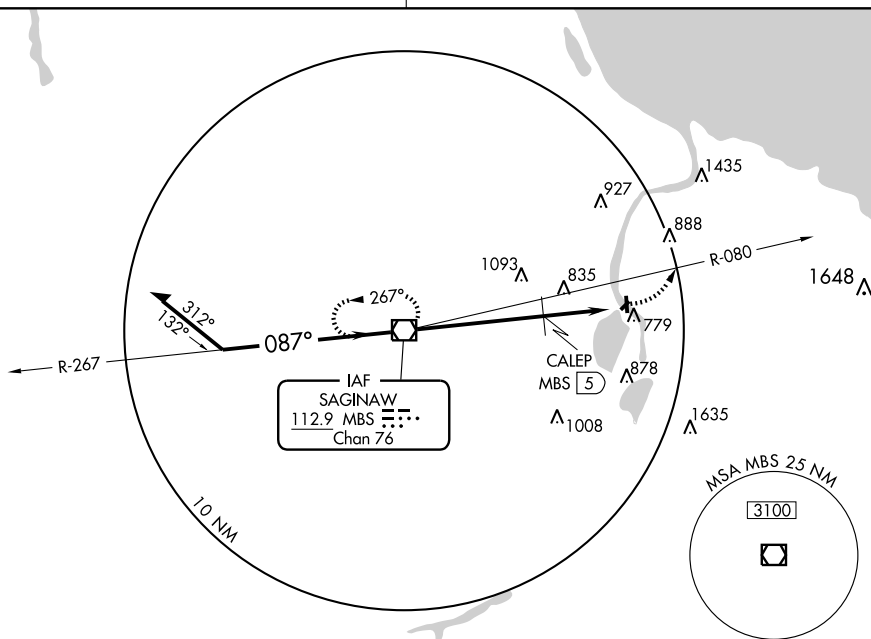 1435
927
888
R-080
1093
835
1648
267°
312°
132°
087°
779
R-267
CALEP
MBS 5
878
IAF
SAGINAW
112.9 MBS
Chan 76
1008
1635
10 NM
MSA MBS 25 NM
3100